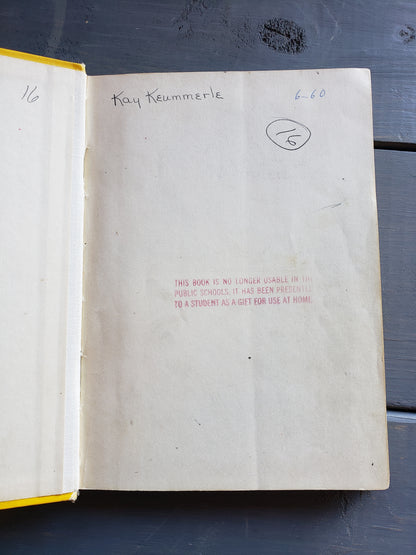 16
Kay Keummerle
6-60
THIS BOOK IS NO LONGER USABLE IN THE
PUBLIC SCHOOLS. IT HAS BEEN PRESENTED
TO A STUDENT AS A GIFT FOR USE AT HOME.